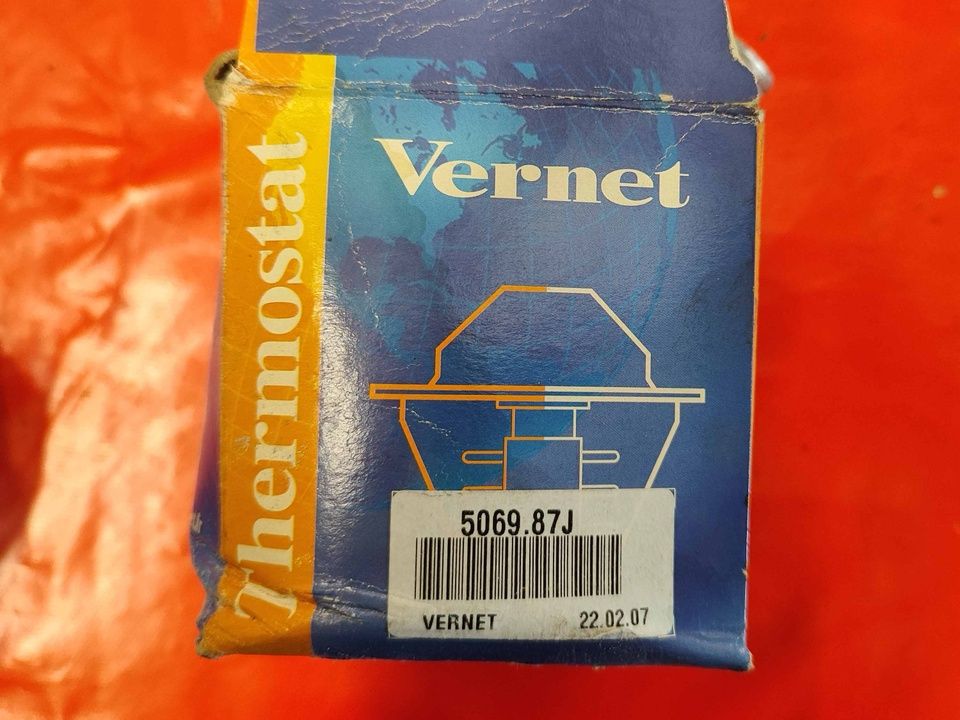 Vernet
Thermostat
5069.87J
VERNET 22.02.07